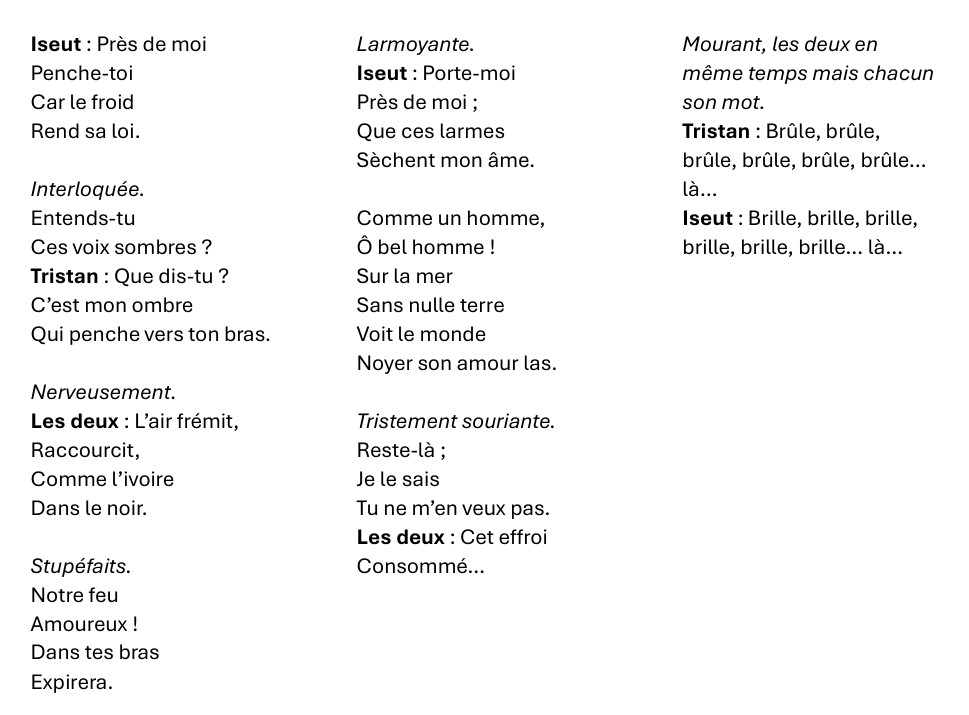 Iseut : Près de moi
Penche-toi
Car le froid
Rend sa loi.
Interloquée.
Entends-tu
Ces voix sombres ?
Tristan : Que dis-tu ?
C’est mon ombre
Qui penche vers ton bras.
Nerveusement.
Les deux : L’air frémit,
Raccourcit,
Comme l’ivoire
Dans le noir.
Stupéfaits.
Notre feu
Amoureux !
Dans tes bras
Expirera.
Larmoyante.
Iseut : Porte-moi
Près de moi ;
Que ces larmes
Sèchent mon âme.
Comme un homme,
Ô bel homme !
Sur la mer
Sans nulle terre
Voit le monde
Noyer son amour las.
Tristement souriante.
Reste-là ;
Je le sais
Tu ne m’en veux pas.
Les deux : Cet effroi
Consommé…
Mourant, les deux en
même temps mais chacun
son mot.
Tristan : Brûle, brûle,
brûle, brûle, brûle, brûle…
là…
Iseut : Brille, brille, brille,
brille, brille, brille… là…